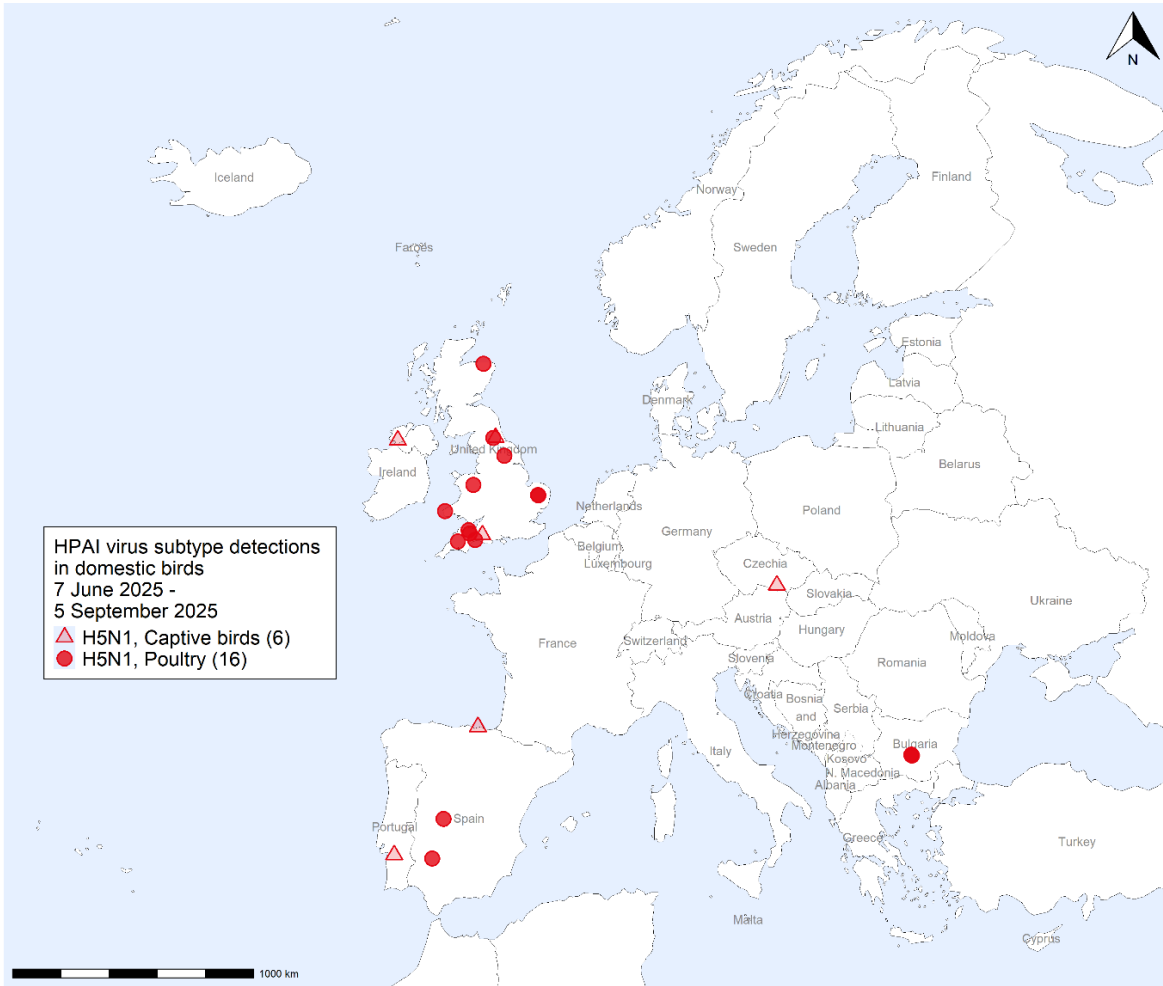 N
Iceland
Finland
Norway
Faroes
Sweden
Estonia
Latvia
Denmark
Lithuania
United Kingdom
Belarus
Ireland
Netherlands
Poland
Germany
Belgium
Luxembourg
Czechia
Slovakia
Ukraine
Austria
Hungary
France
Switzerland
Moldova
Slovenia
Romania
Croatia
Bosnia
and
Herzegovina
Serbia
Montenegro
Italy
Bulgaria
Kosovo*
N. Macedonia
Albania
Portugal
Spain
Greece
Turkey
Malta
Cyprus
HPAI virus subtype detections
in domestic birds
7 June 2025 -
5 September 2025
H5N1, Captive birds (6)
H5N1, Poultry (16)
1000 km